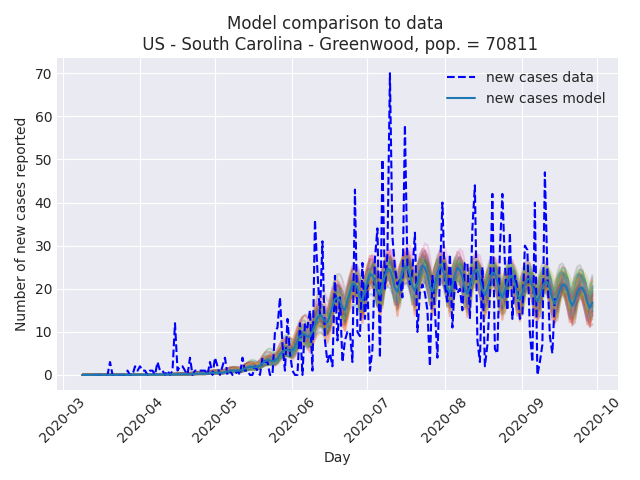 Model comparison to data
US - South Carolina - Greenwood, pop. = 70811
new cases data
new cases model
Number of new cases reported
70
60
50
40
30
20
10
0
2020-03
2020-04
2020-05
2020-06
2020-07
2020-08
2020-09
2020-10
Day